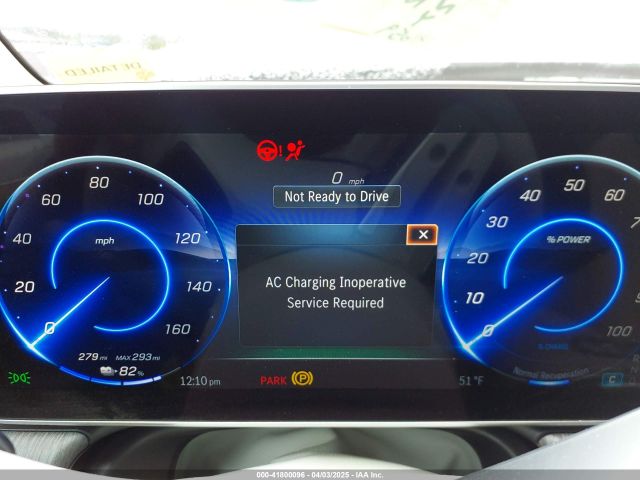 DETAILED
0 mph
Not Ready to Drive
AC Charging Inoperative
Service Required
0
20
40
60
80
100
120
140
160
mph
279 mi MAX 293 mi
82%
12:10 pm
PARK
P
51°F
0
10
30
40
50
60
100
% POWER
Normal Recuperation
C
000-41800096 - 04/03/2025 - IAA Inc.